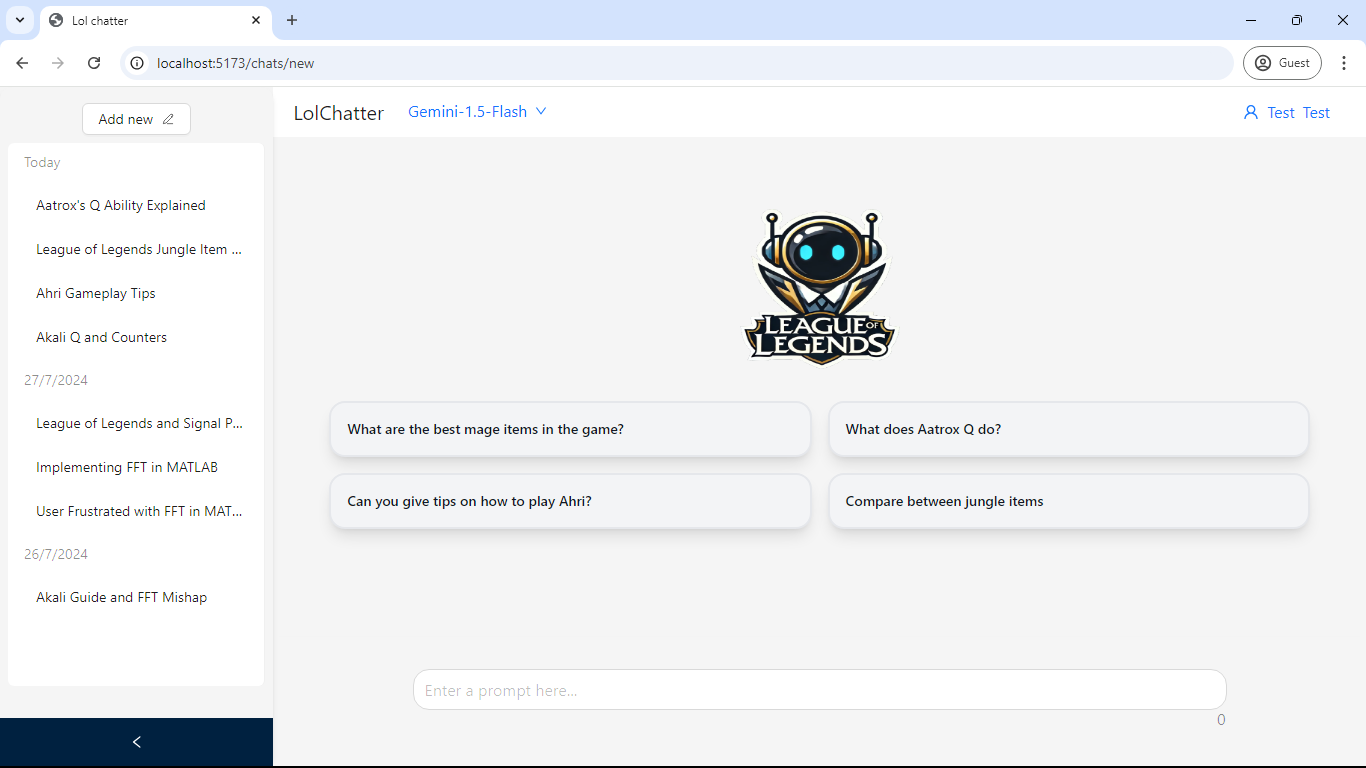 Lol chatter
localhost:5173/chats/new
Guest
Add new
LolChatter
Gemini-1.5-Flash
Test Test
Today
Aatrox's Q Ability Explained
League of Legends Jungle Item ...
Ahri Gameplay Tips
Akali Q and Counters
27/7/2024
League of Legends and Signal P...
Implementing FFT in MATLAB
User Frustrated with FFT in MAT...
26/7/2024
Akali Guide and FFT Mishap
LEAGUE OF
LEGENDS
What are the best mage items in the game?
What does Aatrox Q do?
Can you give tips on how to play Ahri?
Compare between jungle items
Enter a prompt here...
0